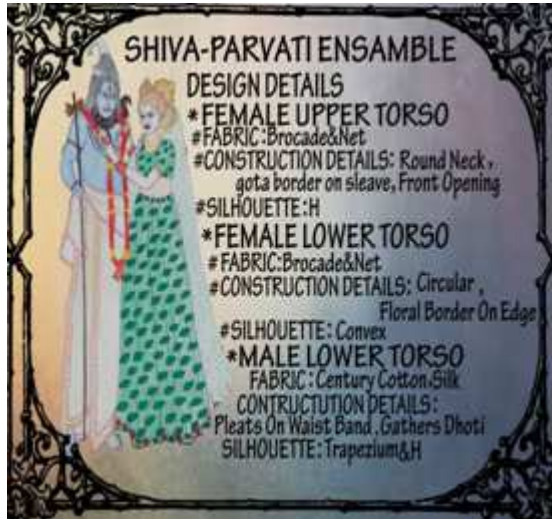 SHIVA-PARVATI ENSAMBLE
DESIGN DETAILS
*FEMALE UPPER TORSO
#FABRIC:Brocade&Net
#CONSTRUCTION DETAILS: Round Neck,
gota border on sleave, Front Opening
#SILHOUETTE:H
*FEMALE LOWER TORSO
#FABRIC:Brocade&Net
#CONSTRUCTION DETAILS: Circular,
Floral Border On Edge
#SILHOUETTE: Convex
*MALE LOWER TORSO
FABRIC:Century Cotton,Silk
CONTRUCTUTION DETAILS:
Pleats On Waist Band, Gathers Dhoti
SILHOUETTE:Trapezium&H